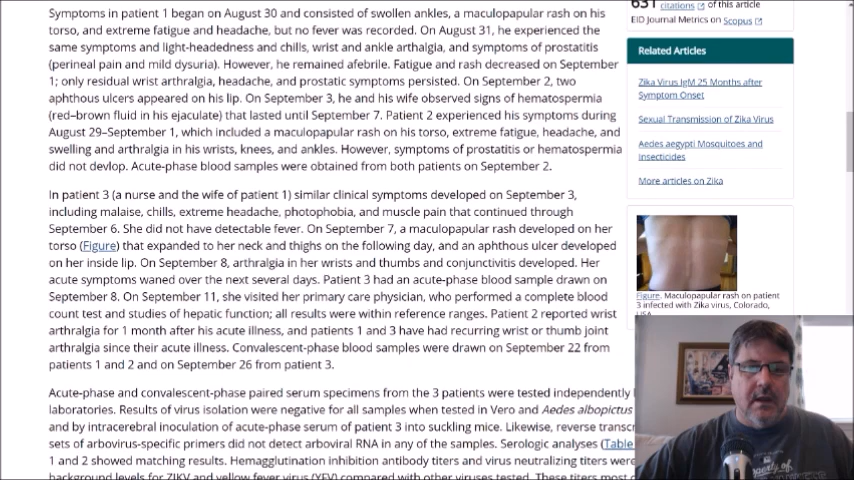 Symptoms in patient 1 began on August 30 and consisted of swollen ankles, a maculopapular rash on his
torso, and extreme fatigue and headache, but no fever was recorded. On August 31, he experienced the
same symptoms and light-headedness and chills, wrist and ankle arthalgia, and symptoms of prostatitis
(perineal pain and mild dysuria). However, he remained afebrile. Fatigue and rash decreased on September
1; only residual wrist arthralgia, headache, and prostatic symptoms persisted. On September 2, two
aphthous ulcers appeared on his lip. On September 3, he and his wife observed signs of hematospermia
(red–brown fluid in his ejaculate) that lasted until September 7. Patient 2 experienced his symptoms during
August 29–September 1, which included a maculopapular rash on his torso, extreme fatigue, headache, and
swelling and arthralgia in his wrists, knees, and ankles. However, symptoms of prostatitis or hematospermia
did not devlop. Acute-phase blood samples were obtained from both patients on September 2.
In patient 3 (a nurse and the wife of patient 1) similar clinical symptoms developed on September 3,
including malaise, chills, extreme headache, photophobia, and muscle pain that continued through
September 6. She did not have detectable fever. On September 7, a maculopapular rash developed on her
torso (Figure) that expanded to her neck and thighs on the following day, and an aphthous ulcer developed
on her inside lip. On September 8, arthralgia in her wrists and thumbs and conjunctivitis developed. Her
acute symptoms waned over the next several days. Patient 3 had an acute-phase blood sample drawn on
September 8. On September 11, she visited her primary care physician, who performed a complete blood
count test and studies of hepatic function; all results were within reference ranges. Patient 2 reported wrist
arthralgia for 1 month after his acute illness, and patients 1 and 3 have had recurring wrist or thumb joint
arthralgia since their acute illness. Convalescent-phase blood samples were drawn on September 22 from
patients 1 and 2 and on September 26 from patient 3.
Acute-phase and convalescent-phase paired serum specimens from the 3 patients were tested independently
laboratories. Results of virus isolation were negative for all samples when tested in Vero and Aedes albopictus
and by intracerebral inoculation of acute-phase serum of patient 3 into suckling mice. Likewise, reverse transcr
sets of arbovirus-specific primers did not detect arboviral RNA in any of the samples. Serologic analyses (Table
1 and 2 showed matching results. Hemagglutination inhibition antibody titers and virus neutralizing titers were
background levels for ZIKV and yellow fever virus (YFV) compared with other viruses tested. These titers most
631 citations of this article
EID Journal Metrics on Scopus
Related Articles
Zika Virus IgM 25 Months after
Symptom Onset
Sexual Transmission of Zika Virus
Aedes aegypti Mosquitoes and
Insecticides
More articles on Zika
Figure. Maculopapular rash on patient
3 infected with Zika virus, Colorado,
USA